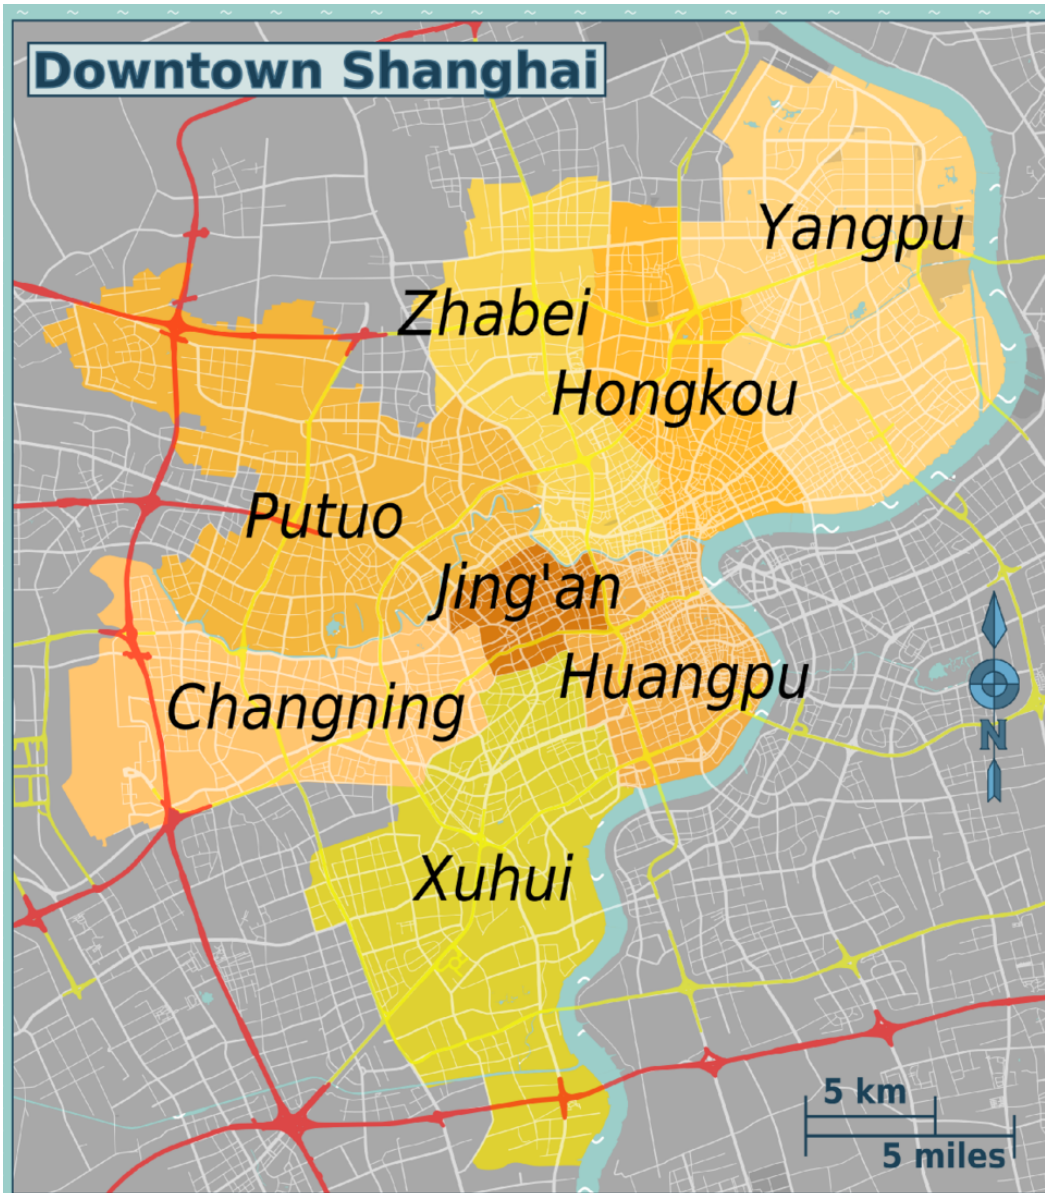 Downtown Shanghai
Yangpu
Zhabei
Hongkou
Putuo
Jing'an
Huangpu
Changning
Xuhui
N
5 km
5 miles